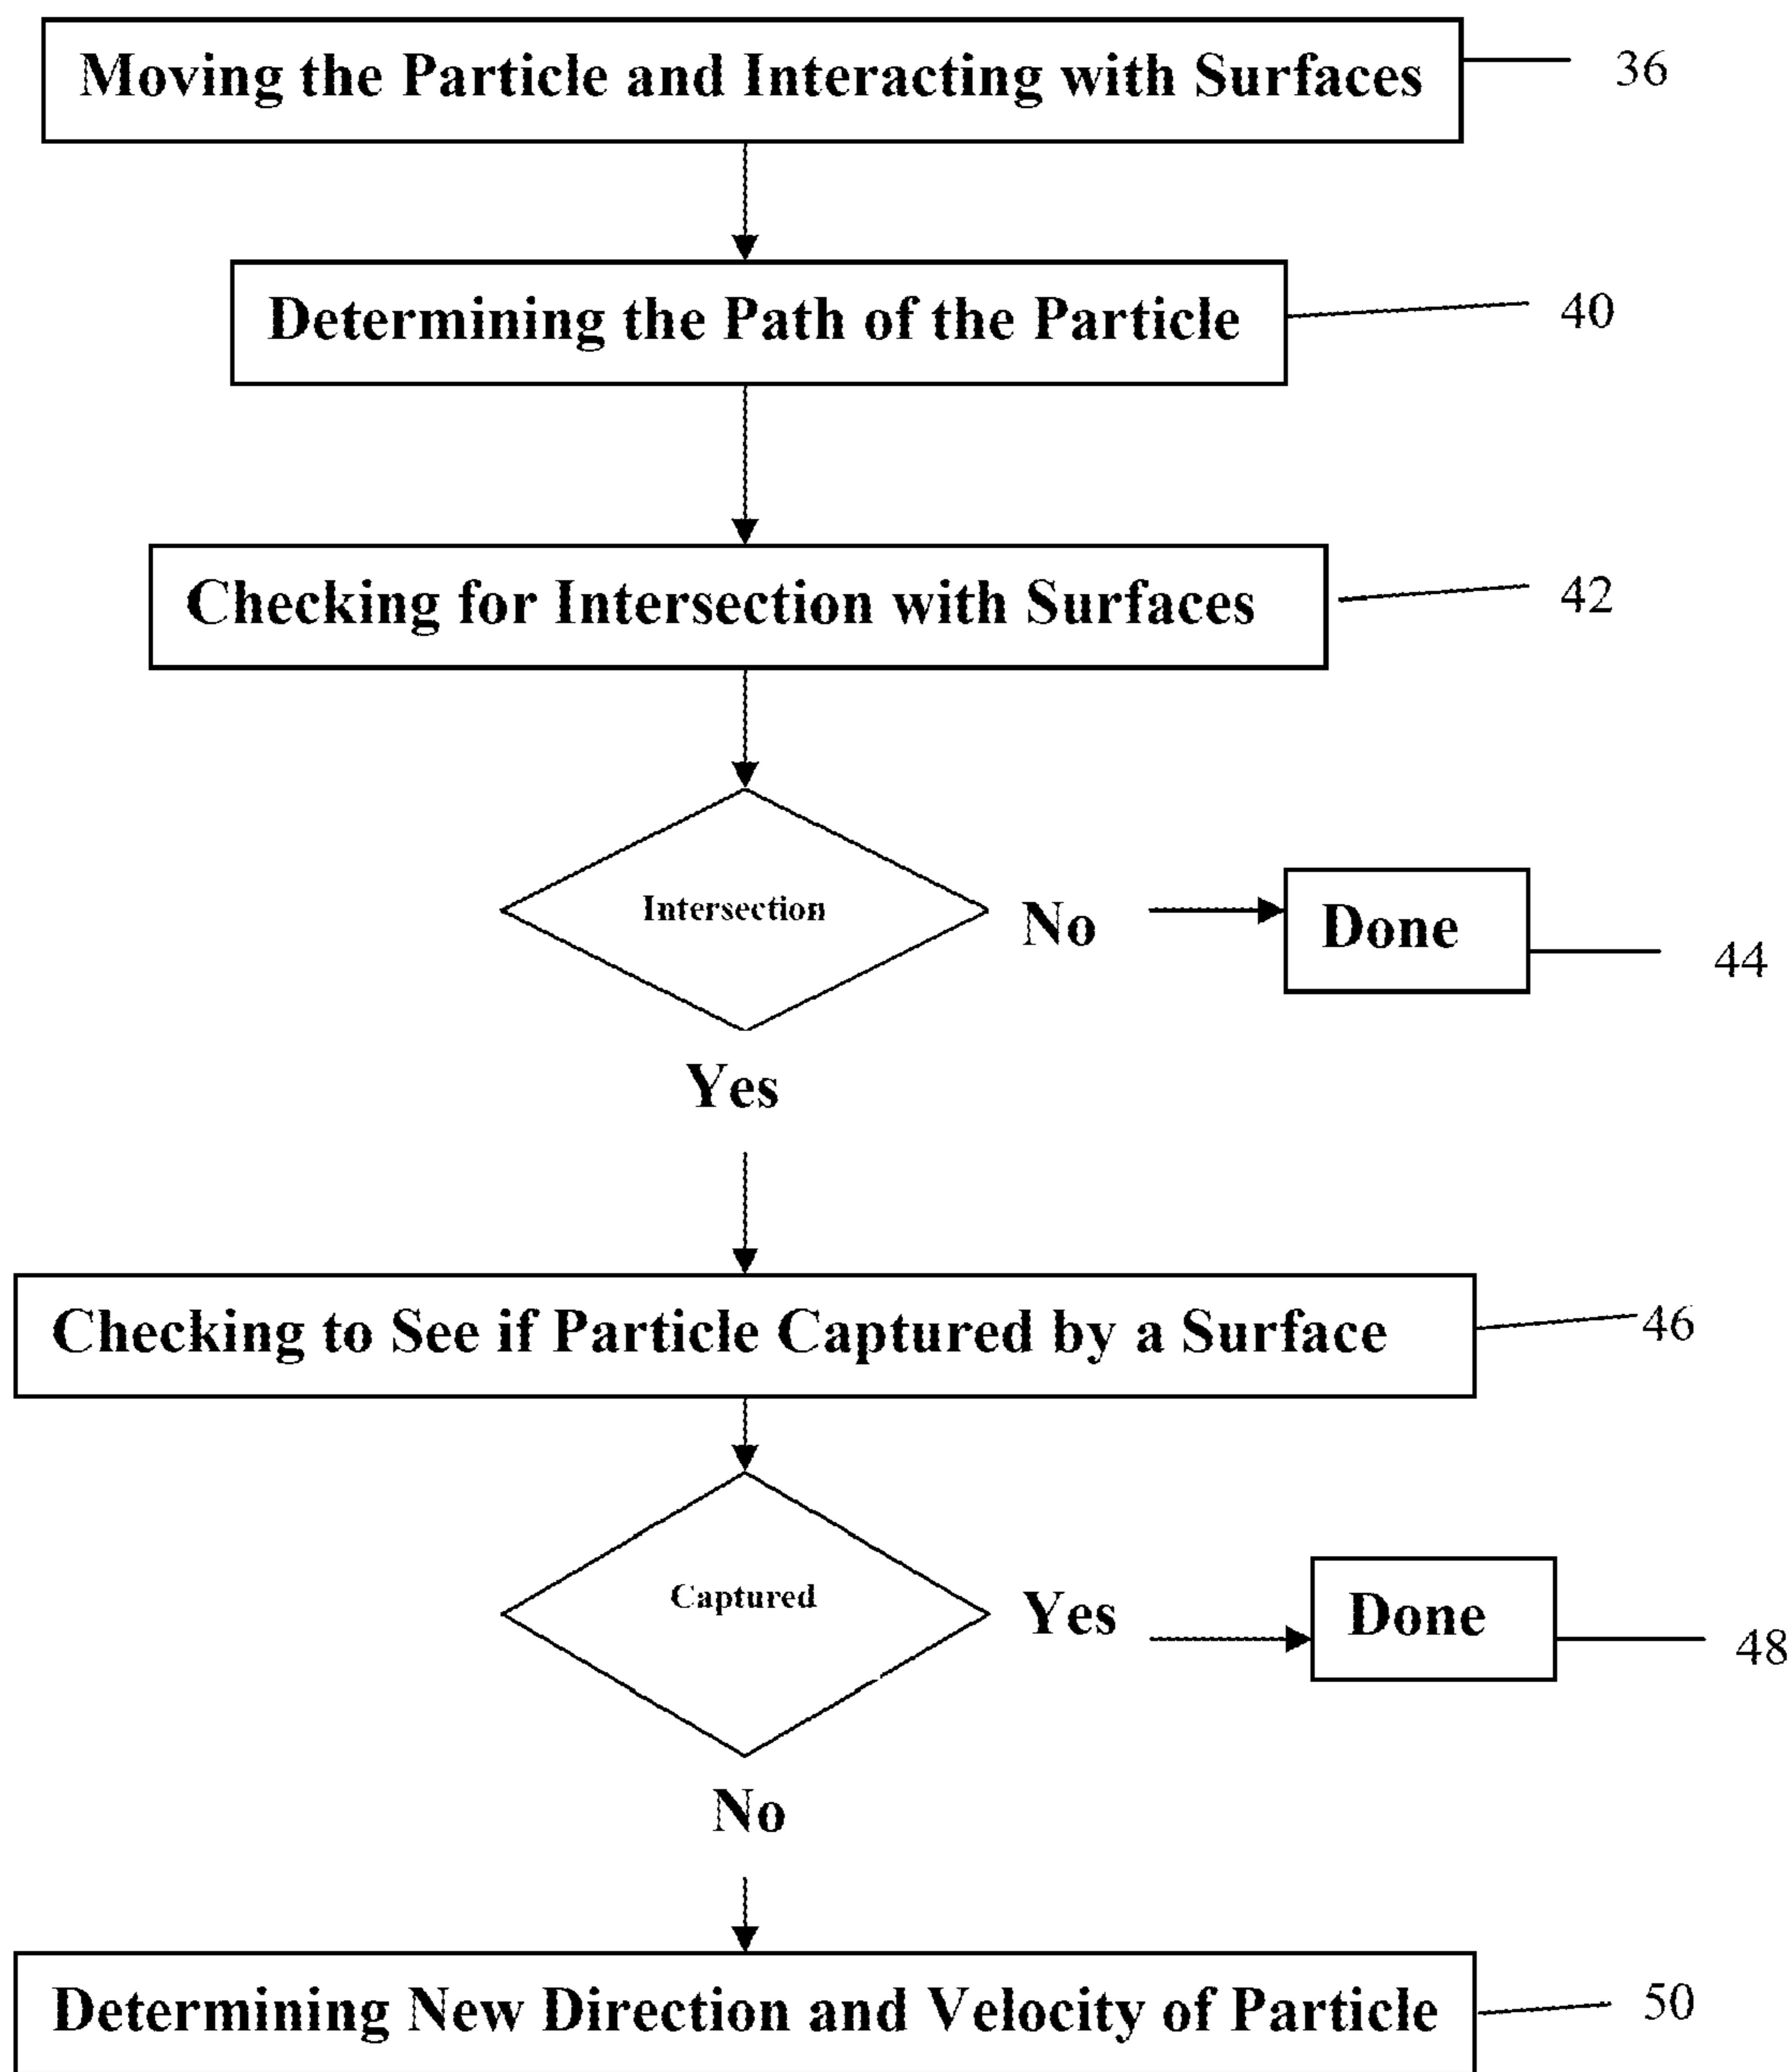 Moving the Particle and Interacting with Surfaces 36
Determining the Path of the Particle 40
Checking for Intersection with Surfaces 42
Intersection No Done
44
Yes
Checking to See if Particle Captured by a Surface 46
Captured Yes Done
48
No
Determining New Direction and Velocity of Particle 50